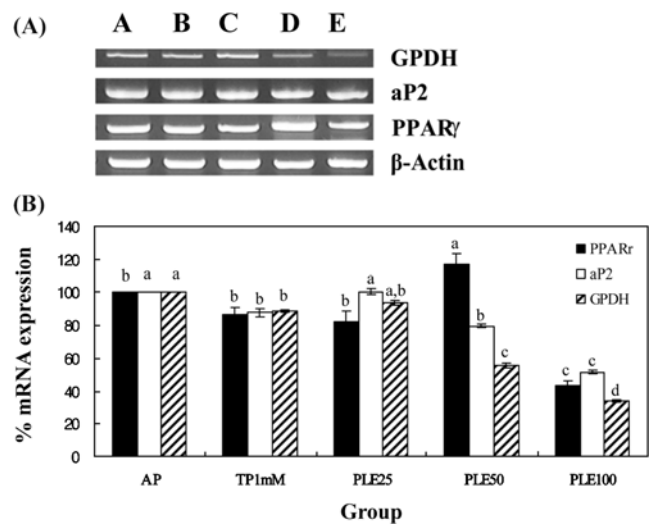 (A)
A B C D E
GPDH
aP2
PPARγ
β-Actin
(B)
% mRNA expression
140
120
100
80
60
40
20
0
b a a
b b b
b a a,b
a b c
c c d
PPARr
aP2
GPDH
AP TP1mM PLE25 PLE50 PLE100
Group